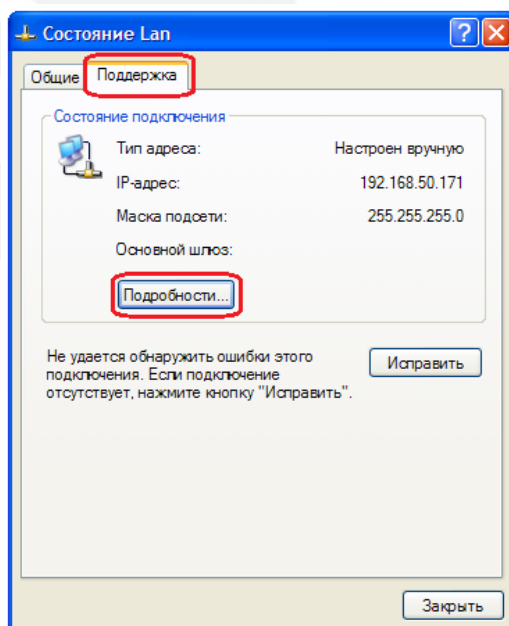 Состояние Lan
Общие Поддержка
Состояние подключения
Тип адреса: Настроен вручную
IP-адрес: 192.168.50.171
Маска подсети: 255.255.255.0
Основной шлюз:
Подробности...
Не удается обнаружить ошибки этого
подключения. Если подключение
отсутствует, нажмите кнопку "Исправить".
Исправить
Закрыть